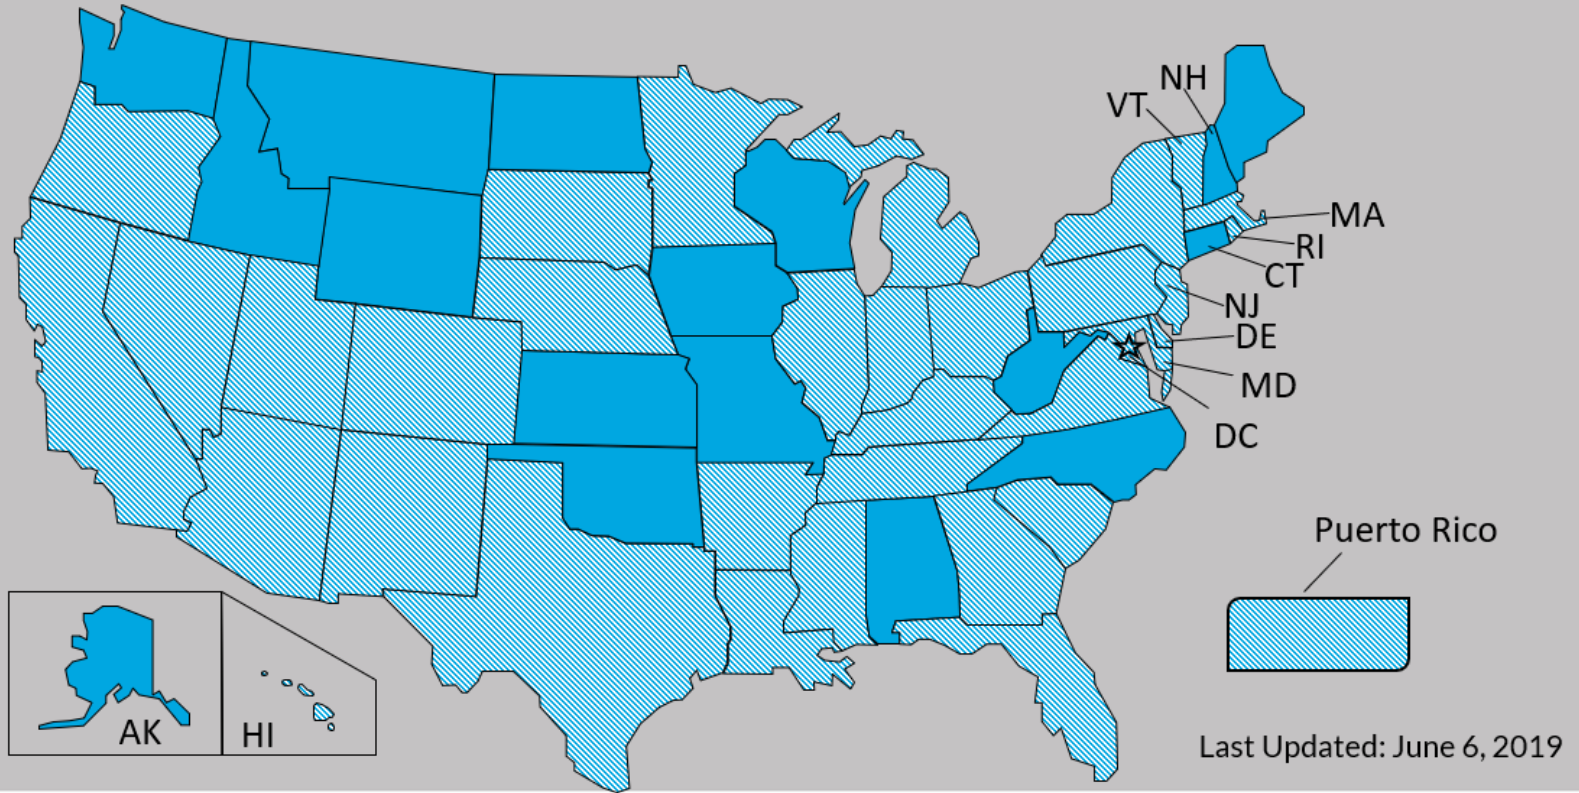 NH
VT
MA
RI
CT
NJ
DE
MD
DC
Puerto Rico
AK
HI
Last Updated: June 6, 2019